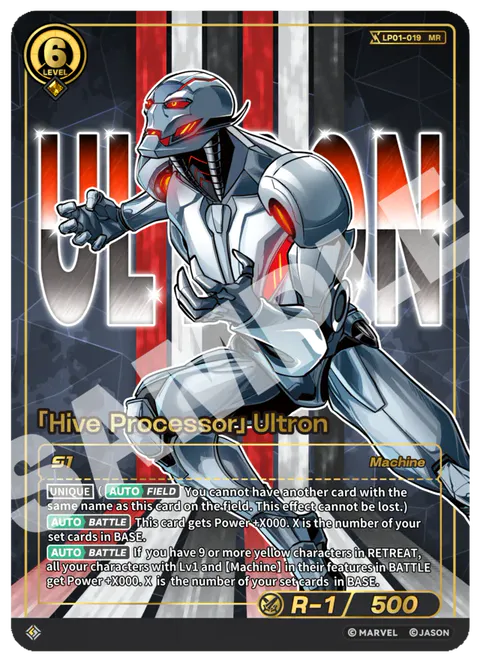 6
LEVEL
LP01-019 MR
ULTRON
SAMPLE
「Hive Processor」Ultron
S1 Machine
UNIQUE ( AUTO FIELD You cannot have another card with the
same name as this card on the field. This effect cannot be lost.)
AUTO BATTLE This card gets Power +X000. X is the number of your
set cards in BASE.
AUTO BATTLE If you have 9 or more yellow characters in RETREAT,
all your characters with Lv1 and [Machine] in their features in BATTLE
get Power +X000. X is the number of your set cards in BASE.
R-1 / 500
©MARVEL ©JASON